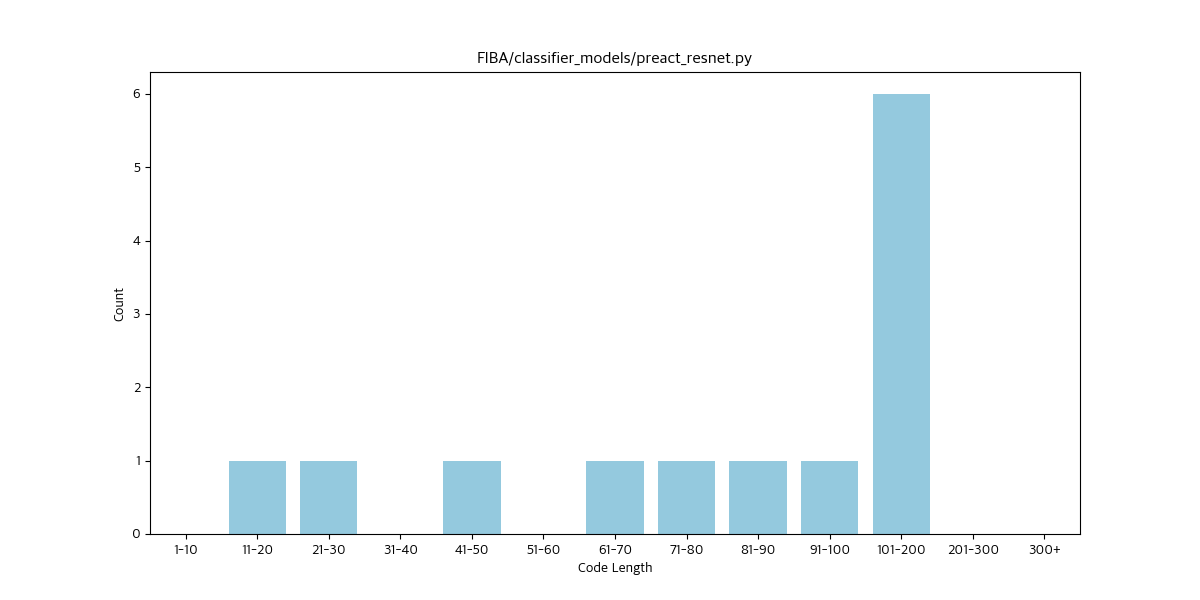 FIBA/classifier_models/preact_resnet.py
6
5
4
3
2
1
0
Count
1-10 11-20 21-30 31-40 41-50 51-60 61-70 71-80 81-90 91-100 101-200 201-300 300+
Code Length